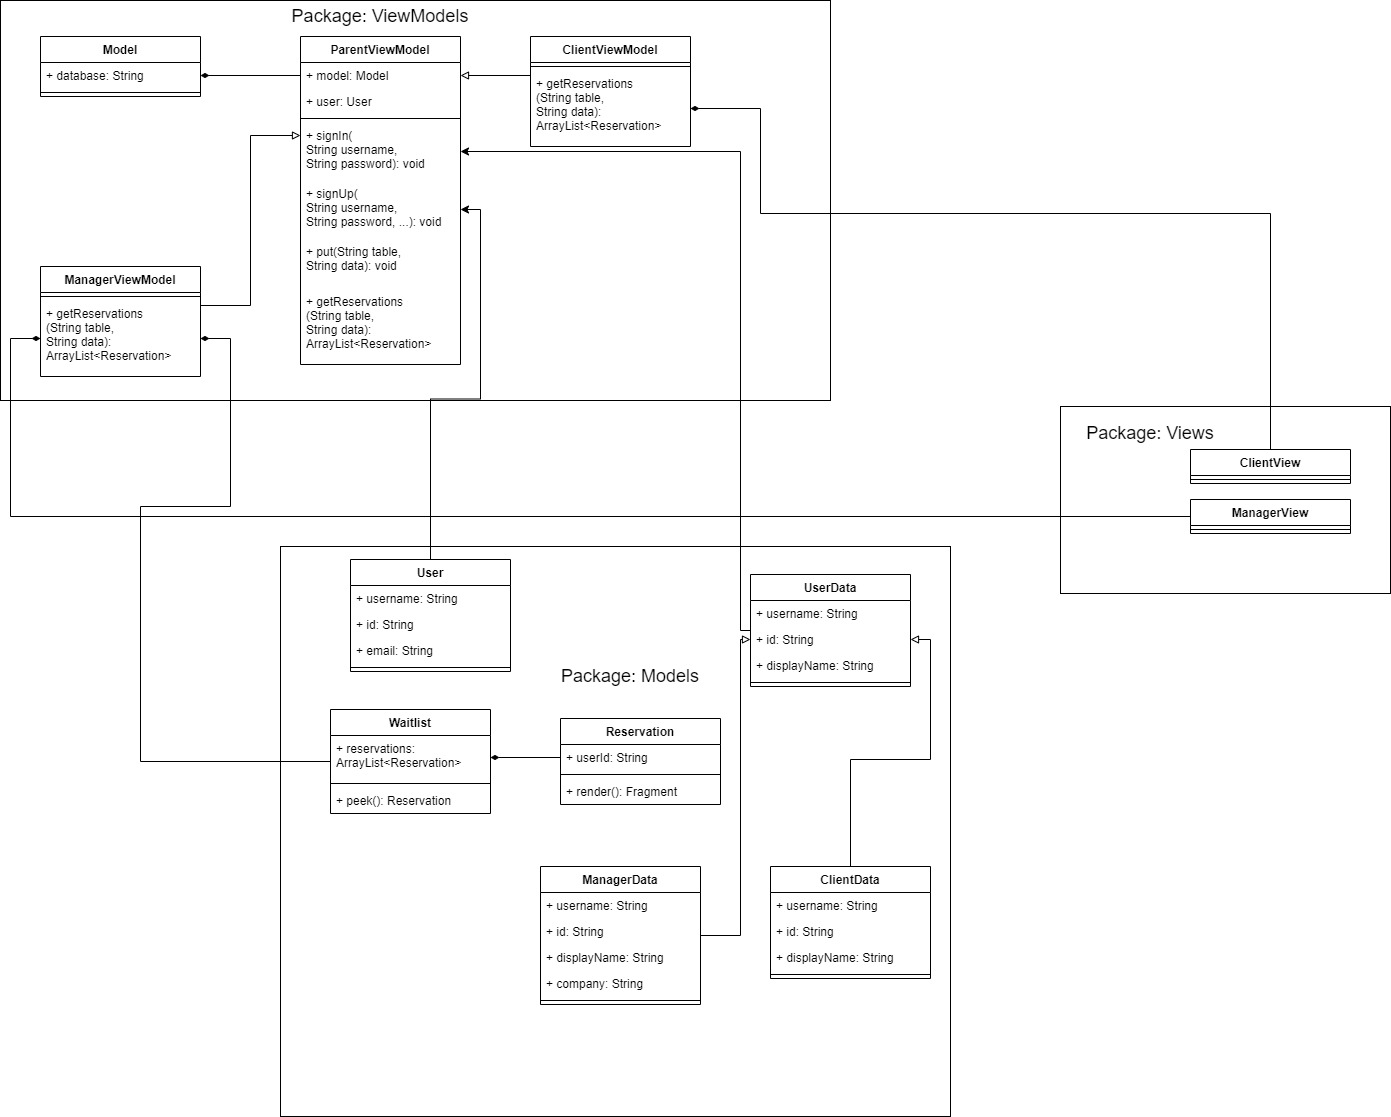 Package: ViewModels
Model
+ database: String
ParentViewModel
+ model: Model
+ user: User
+ signIn(
String username,
String password): void
+ signUp(
String username,
String password, ...): void
+ put(String table,
String data): void
+ getReservations
(String table,
String data):
ArrayList<Reservation>
ClientViewModel
+ getReservations
(String table,
String data):
ArrayList<Reservation>
ManagerViewModel
+ getReservations
(String table,
String data):
ArrayList<Reservation>
Package: Views
ClientView
ManagerView
User
+ username: String
+ id: String
+ email: String
UserData
+ username: String
+ id: String
+ displayName: String
Package: Models
Waitlist
+ reservations:
ArrayList<Reservation>
+ peek(): Reservation
Reservation
+ userId: String
+ render(): Fragment
ManagerData
+ username: String
+ id: String
+ displayName: String
+ company: String
ClientData
+ username: String
+ id: String
+ displayName: String